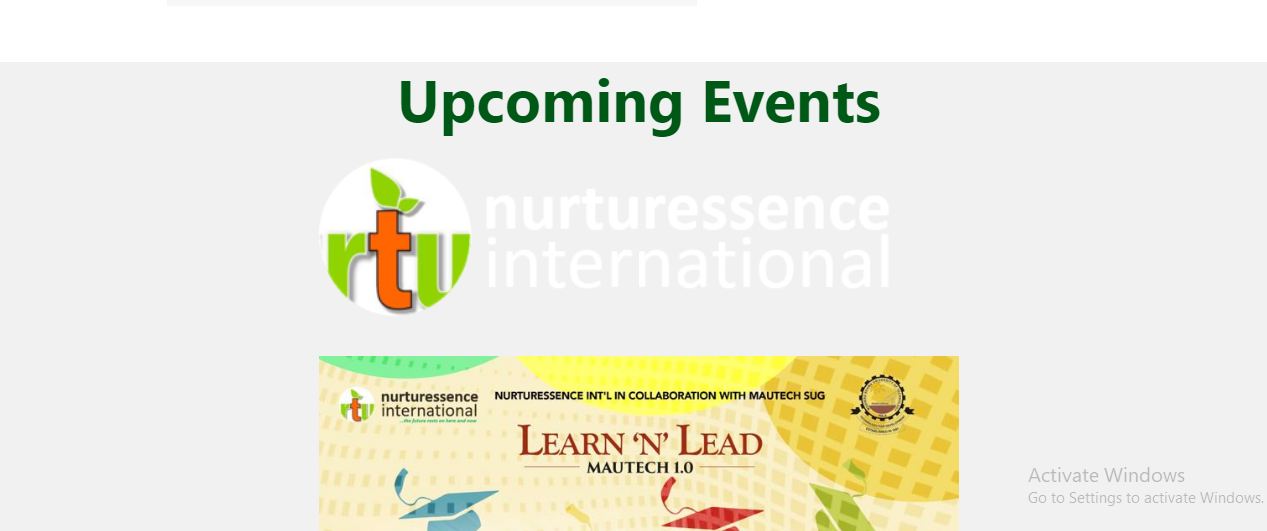 Upcoming Events
rtu
nurturessence
international
nurturessence
international
...the future rests on here and now
NURTURESSENCE INT'L IN COLLABORATION WITH MAUTECH SUG
LEARN 'N' LEAD
MAUTECH 1.0
Activate Windows
Go to Settings to activate Windows.